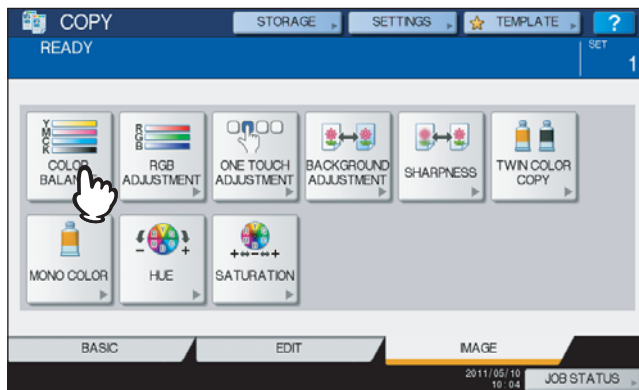 COPY
STORAGE
SETTINGS
TEMPLATE
?
READY
SET
1
Y
M
C
K
COLOR
BALAN
R
G
B
RGB
ADJUSTMENT
ONE TOUCH
ADJUSTMENT
BACKGROUND
ADJUSTMENT
SHARPNESS
TWIN COLOR
COPY
MONO COLOR
- +
HUE
SATURATION
BASIC
EDIT
IMAGE
2011/05/10
10:04
JOB STATUS